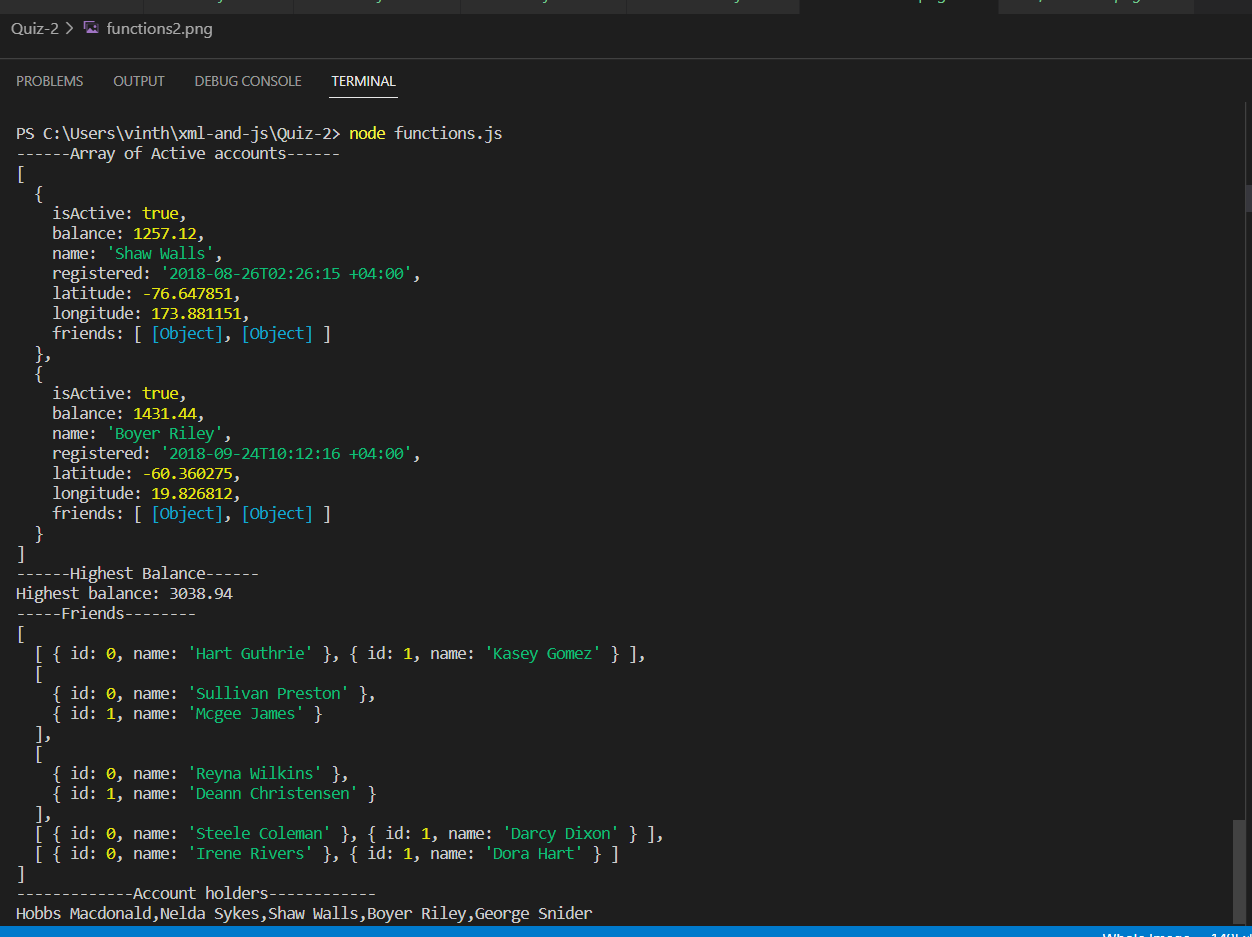 Quiz-2 > functions2.png
PROBLEMS OUTPUT DEBUG CONSOLE TERMINAL
PS C:\Users\vinth\xml-and-js\Quiz-2> node functions.js
------Array of Active accounts------
[
  {
    isActive: true,
    balance: 1257.12,
    name: 'Shaw Walls',
    registered: '2018-08-26T02:26:15 +04:00',
    latitude: -76.647851,
    longitude: 173.881151,
    friends: [ [Object], [Object] ]
  },
  {
    isActive: true,
    balance: 1431.44,
    name: 'Boyer Riley',
    registered: '2018-09-24T10:12:16 +04:00',
    latitude: -60.360275,
    longitude: 19.826812,
    friends: [ [Object], [Object] ]
  }
]
------Highest Balance------
Highest balance: 3038.94
-----Friends--------
[
  [ { id: 0, name: 'Hart Guthrie' }, { id: 1, name: 'Kasey Gomez' } ],
  [
    { id: 0, name: 'Sullivan Preston' },
    { id: 1, name: 'Mcgee James' }
  ],
  [
    { id: 0, name: 'Reyna Wilkins' },
    { id: 1, name: 'Deann Christensen' }
  ],
  [ { id: 0, name: 'Steele Coleman' }, { id: 1, name: 'Darcy Dixon' } ],
  [ { id: 0, name: 'Irene Rivers' }, { id: 1, name: 'Dora Hart' } ]
]
-------------Account holders------------
Hobbs Macdonald,Nelda Sykes,Shaw Walls,Boyer Riley,George Snider